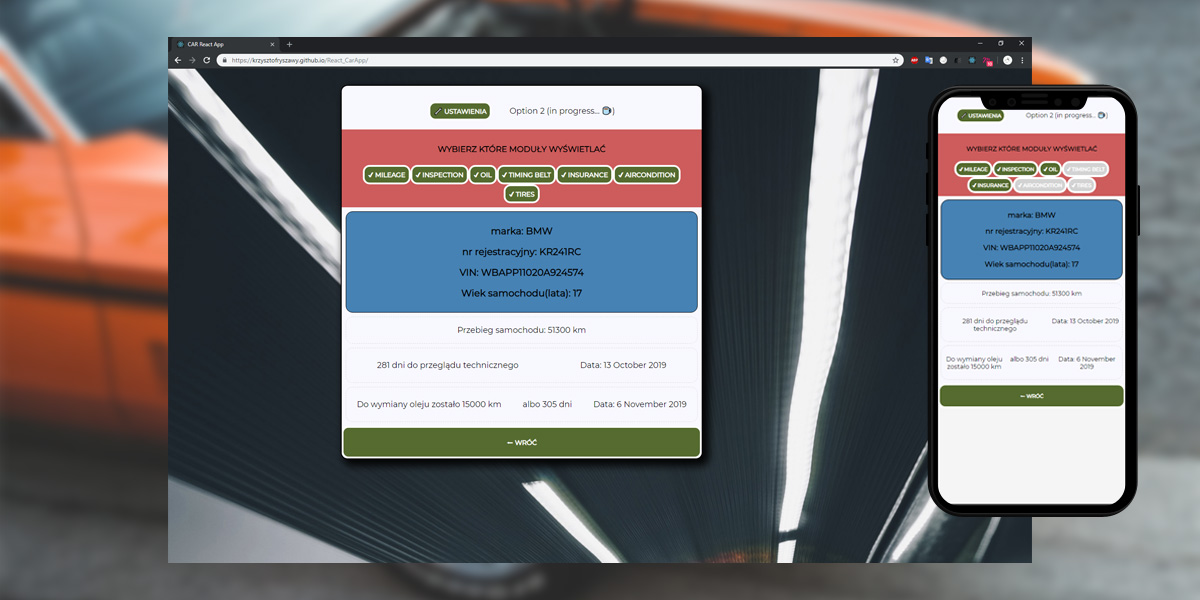 CAR React App
https://krzysztofryszawy.github.io/React_CarApp/
USTAWIENIA
Option 2 (in progress... )
WYBIERZ KTÓRE MODUŁY WYŚWIETLAĆ
✓ MILEAGE ✓ INSPECTION ✓ OIL ✓ TIMING BELT ✓ INSURANCE ✓ AIRCONDITION
✓ TIRES
marka: BMW
nr rejestracyjny: KR241RC
VIN: WBAPP11020A924574
Wiek samochodu(lata): 17
Przebieg samochodu: 51300 km
281 dni do przeglądu technicznego
Data: 13 October 2019
Do wymiany oleju zostało 15000 km
albo 305 dni
Data: 6 November 2019
← WRÓĆ
USTAWIENIA
Option 2 (in progress... )
WYBIERZ KTÓRE MODUŁY WYŚWIETLAĆ
✓ MILEAGE ✓ INSPECTION ✓ OIL ✓ TIMING BELT
✓ INSURANCE ✓ AIRCONDITION ✓ TIRES
marka: BMW
nr rejestracyjny: KR241RC
VIN: WBAPP11020A924574
Wiek samochodu(lata): 17
Przebieg samochodu: 51300 km
281 dni do przeglądu
technicznego
Data: 13 October 2019
Do wymiany oleju
zostało 15000 km
albo 305 dni
Data: 6 November
2019
← WRÓĆ